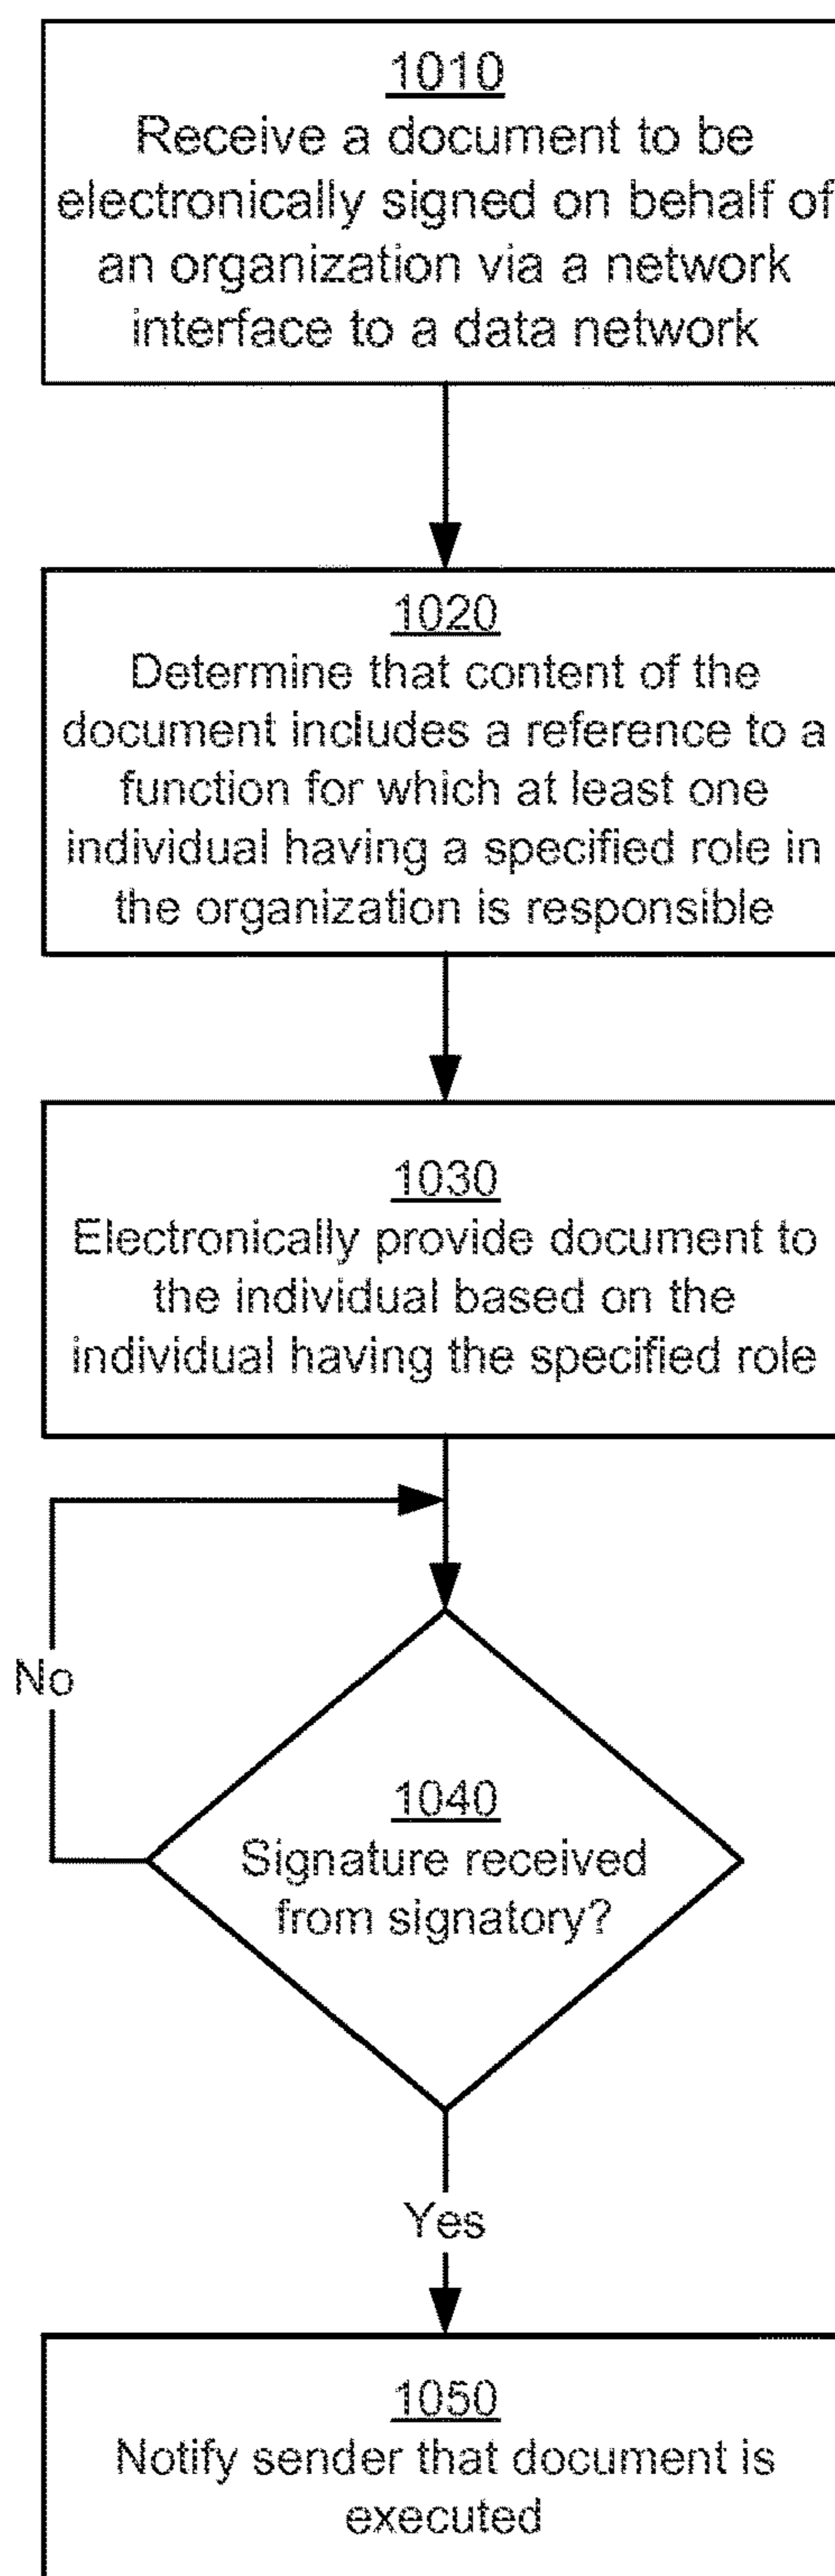 1010
Receive a document to be
electronically signed on behalf of
an organization via a network
interface to a data network
1020
Determine that content of the
document includes a reference to a
function for which at least one
individual having a specified role in
the organization is responsible
1030
Electronically provide document to
the individual based on the
individual having the specified role
No
1040
Signature received
from signatory?
Yes
1050
Notify sender that document is
executed